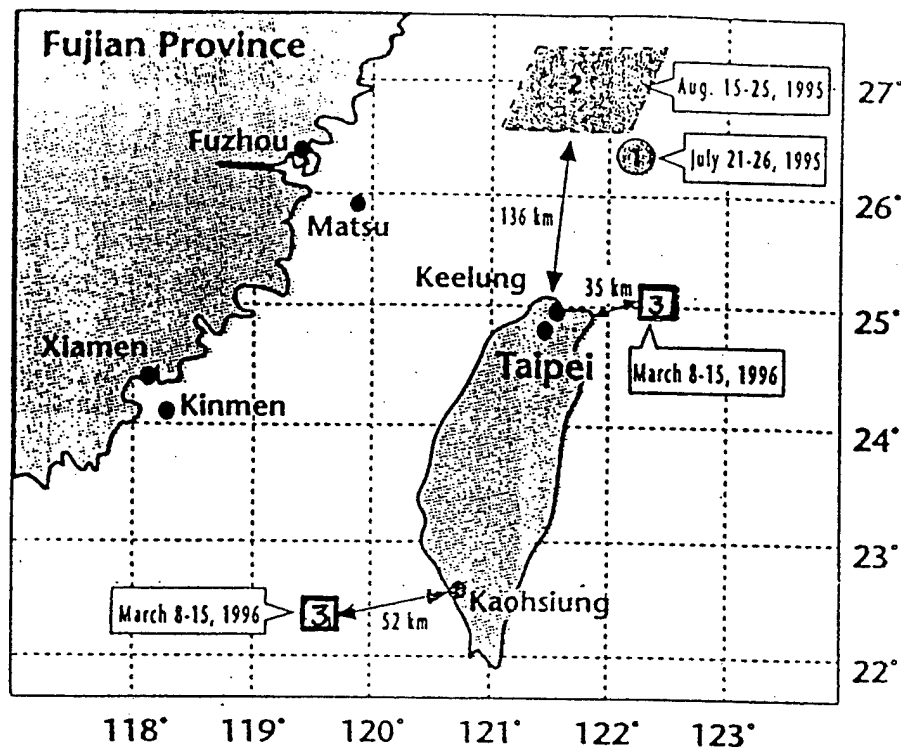 Fujian Province
2
Aug. 15-25, 1995
27°
Fuzhou
1
July 21-26, 1995
Matsu
136 km
26°
Keelung
35 km
3
25°
Xiamen
Taipei
March 8-15, 1996
Kinmen
24°
23°
March 8-15, 1996
3
52 km
Kaohsiung
22°
118° 119° 120° 121° 122° 123°